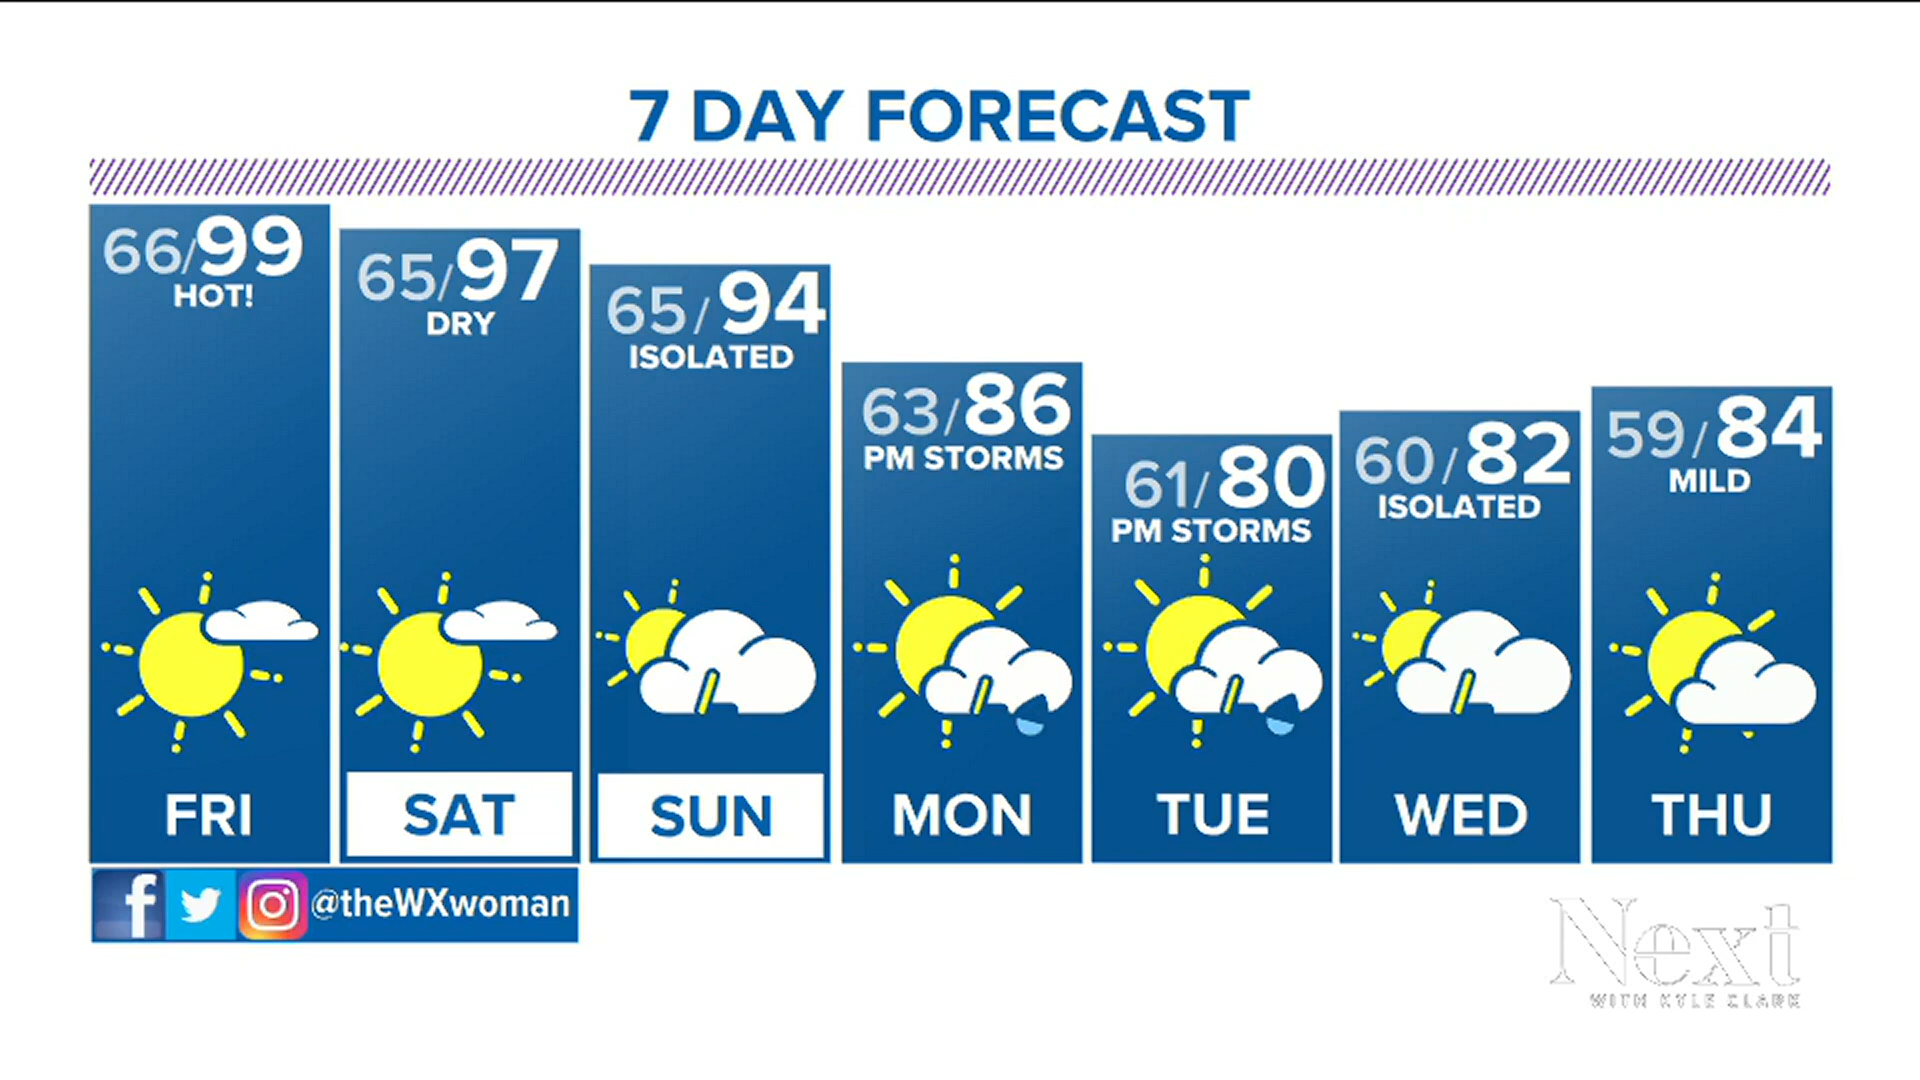 7 DAY FORECAST
66/99
HOT!
FRI
65/97
DRY
SAT
65/94
ISOLATED
SUN
63/86
PM STORMS
MON
61/80
PM STORMS
TUE
60/82
ISOLATED
WED
59/84
MILD
THU
@theWXwoman
Next
WITH KYLE CLARK